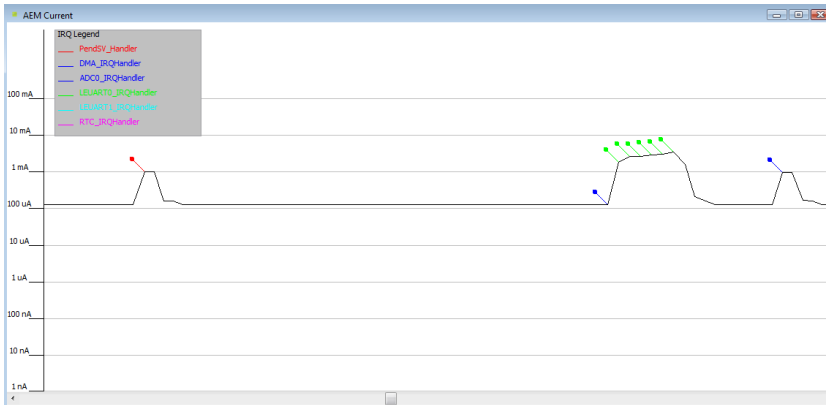 AEM Current
IRQ Legend
PendSV_Handler
DMA_IRQHandler
ADC0_IRQHandler
LEUART0_IRQHandler
LEUART1_IRQHandler
RTC_IRQHandler
100 mA
10 mA
1 mA
100 uA
10 uA
1 uA
100 nA
10 nA
1 nA